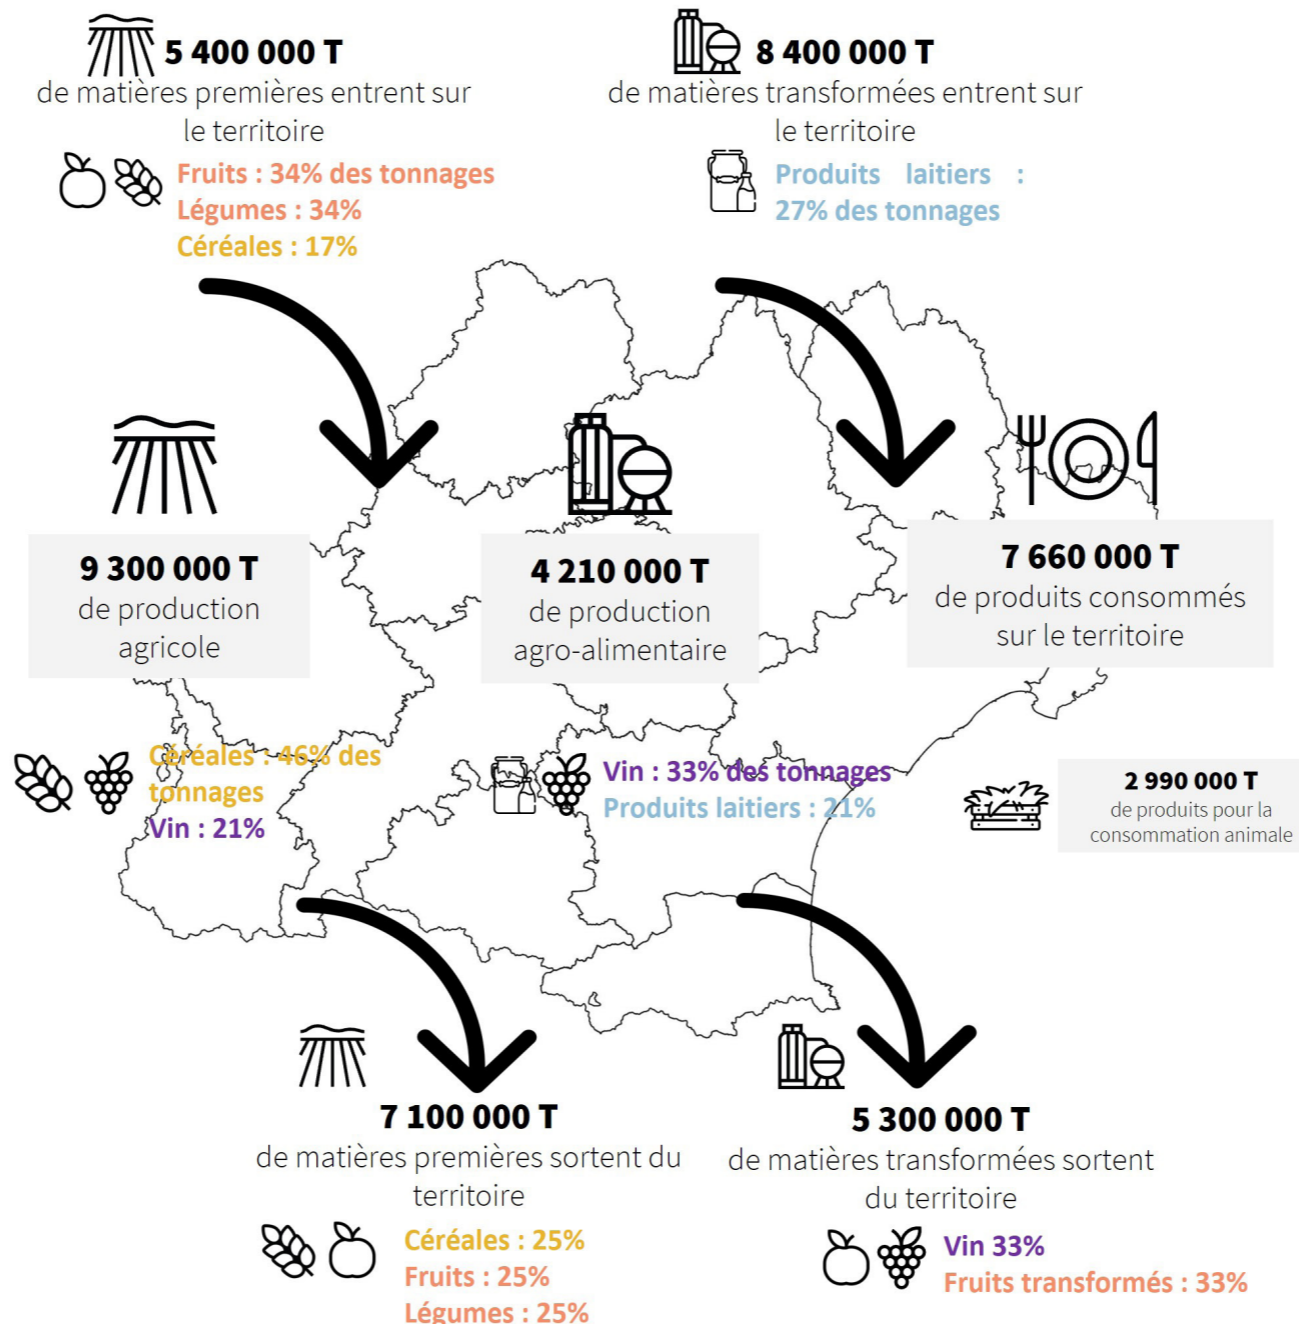 5 400 000 T
de matières premières entrent sur
le territoire
Fruits : 34% des tonnages
Légumes : 34%
Céréales : 17%
8 400 000 T
de matières transformées entrent sur
le territoire
Produits laitiers :
27% des tonnages
9 300 000 T
de production
agricole
4 210 000 T
de production
agro-alimentaire
7 660 000 T
de produits consommés
sur le territoire
Céréales : 46% des
tonnages
Vin : 21%
Vin : 33% des tonnages
Produits laitiers : 21%
2 990 000 T
de produits pour la
consommation animale
7 100 000 T
de matières premières sortent du
territoire
Céréales : 25%
Fruits : 25%
Légumes : 25%
5 300 000 T
de matières transformées sortent
du territoire
Vin 33%
Fruits transformés : 33%